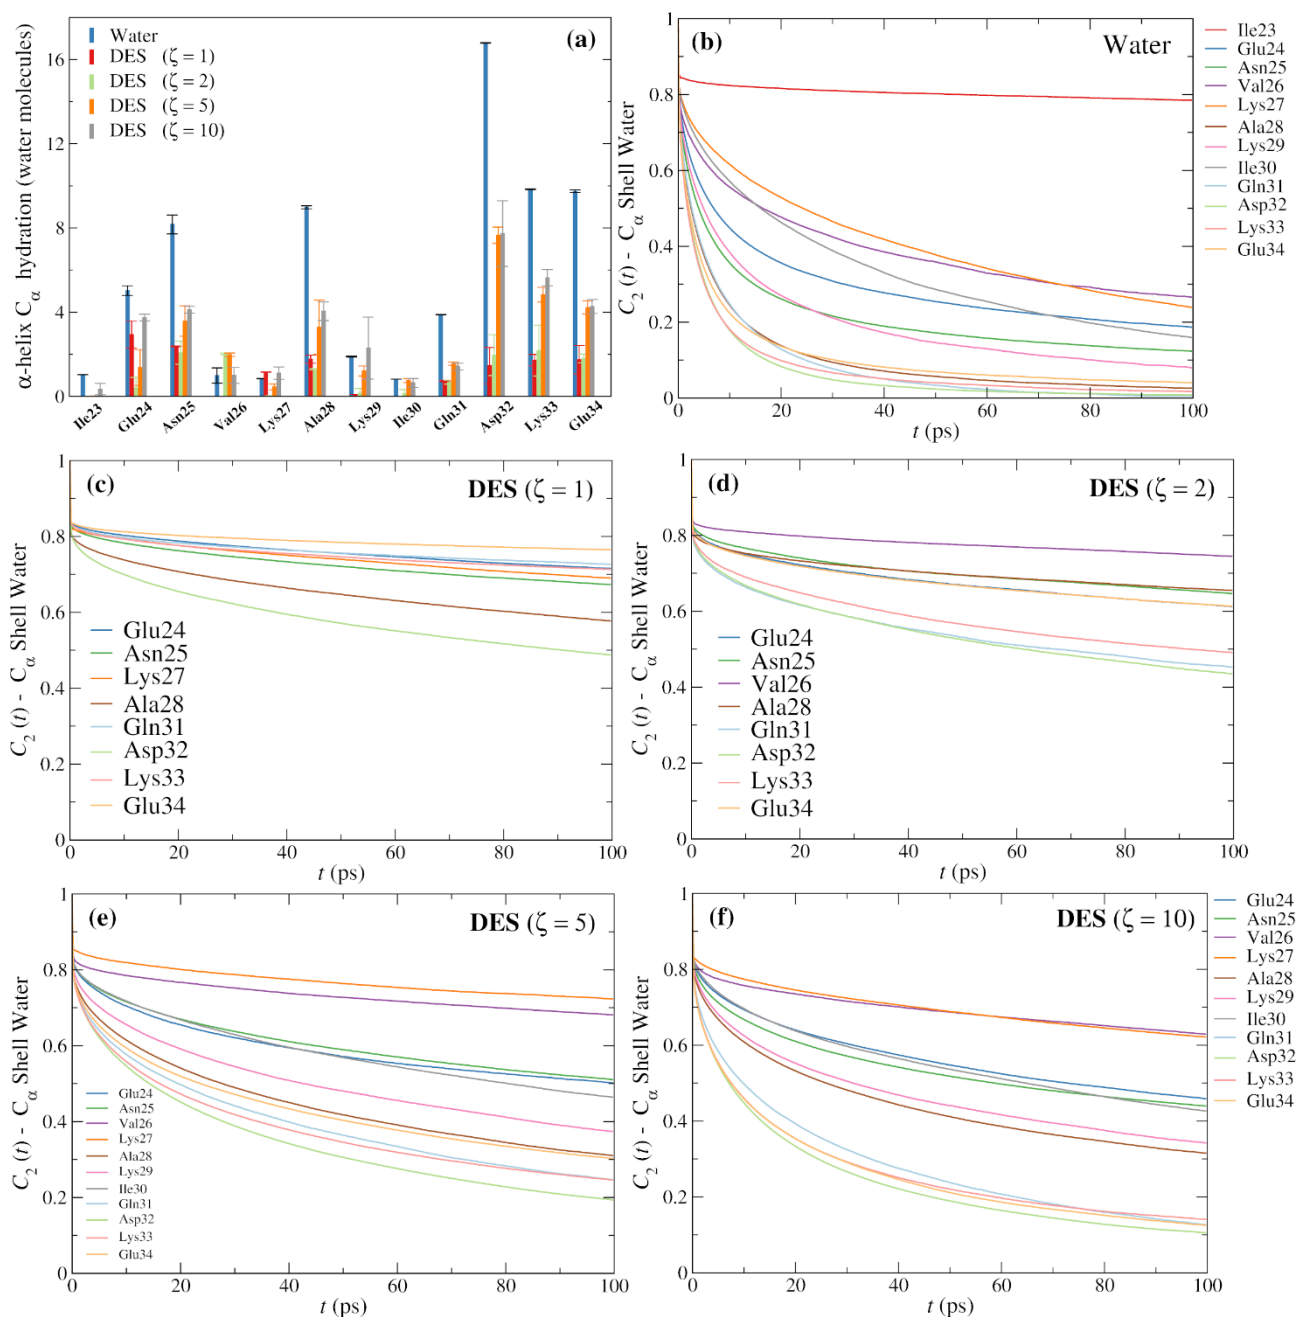 (a)
Water
DES (ζ = 1)
DES (ζ = 2)
DES (ζ = 5)
DES (ζ = 10)
α-helix Cα hydration (water molecules)
16
12
8
4
0
Ile23
Glu24
Asn25
Val26
Lys27
Ala28
Lys29
Ile30
Gln31
Asp32
Lys33
Glu34
(b)
Water
C2 (t) - Cα Shell Water
1
0.8
0.6
0.4
0.2
0
0
20
40
60
80
100
t (ps)
Ile23
Glu24
Asn25
Val26
Lys27
Ala28
Lys29
Ile30
Gln31
Asp32
Lys33
Glu34
(c)
DES (ζ = 1)
C2 (t) - Cα Shell Water
1
0.8
0.6
0.4
0.2
0
Glu24
Asn25
Lys27
Ala28
Gln31
Asp32
Lys33
Glu34
0
20
40
60
80
100
t (ps)
(d)
DES (ζ = 2)
C2 (t) - Cα Shell Water
1
0.8
0.6
0.4
0.2
0
Glu24
Asn25
Val26
Ala28
Gln31
Asp32
Lys33
Glu34
0
20
40
60
80
100
t (ps)
(e)
DES (ζ = 5)
C2 (t) - Cα Shell Water
1
0.8
0.6
0.4
0.2
0
Glu24
Asn25
Val26
Lys27
Ala28
Lys29
Ile30
Gln31
Asp32
Lys33
Glu34
0
20
40
60
80
100
t (ps)
(f)
DES (ζ = 10)
C2 (t) - Cα Shell Water
1
0.8
0.6
0.4
0.2
0
0
20
40
60
80
100
t (ps)
Glu24
Asn25
Val26
Lys27
Ala28
Lys29
Ile30
Gln31
Asp32
Lys33
Glu34